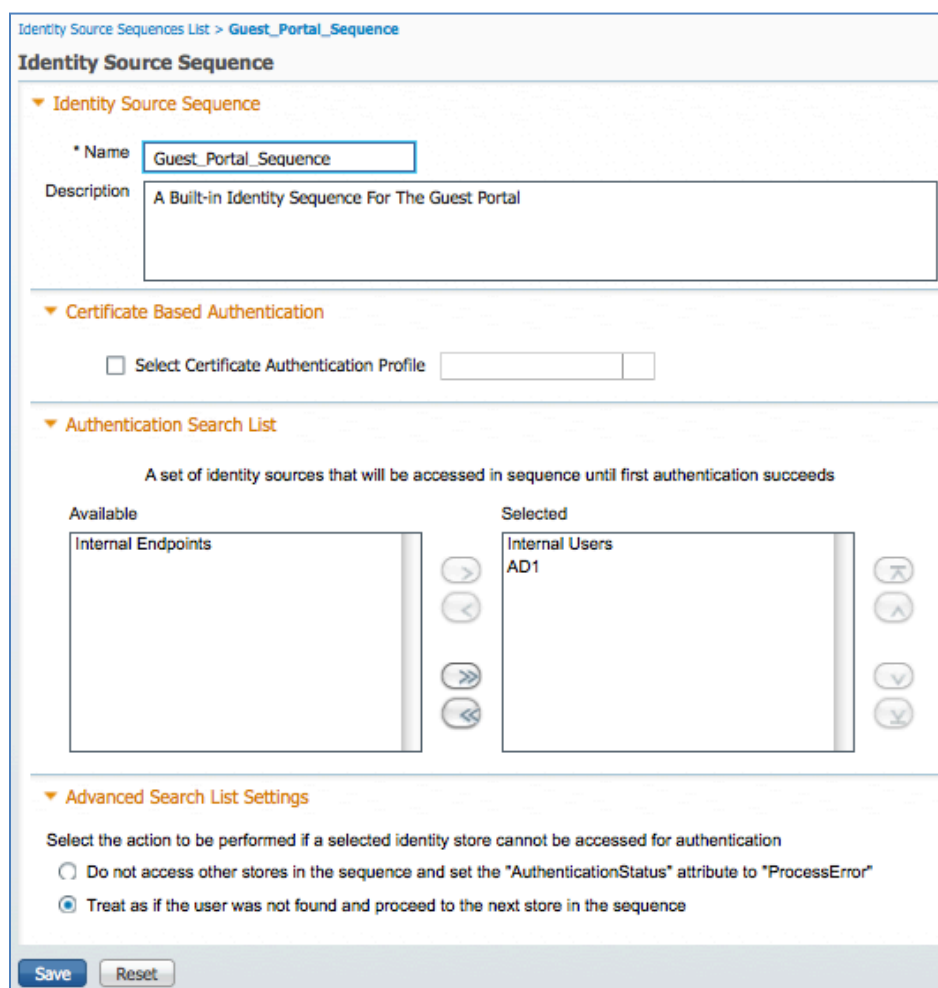 Identity Source Sequences List > Guest_Portal_Sequence
Identity Source Sequence
Identity Source Sequence
* Name Guest_Portal_Sequence
Description A Built-in Identity Sequence For The Guest Portal
Certificate Based Authentication
Select Certificate Authentication Profile
Authentication Search List
A set of identity sources that will be accessed in sequence until first authentication succeeds
Available Selected
Internal Endpoints Internal Users
AD1
Advanced Search List Settings
Select the action to be performed if a selected identity store cannot be accessed for authentication
Do not access other stores in the sequence and set the "AuthenticationStatus" attribute to "ProcessError"
Treat as if the user was not found and proceed to the next store in the sequence
Save Reset